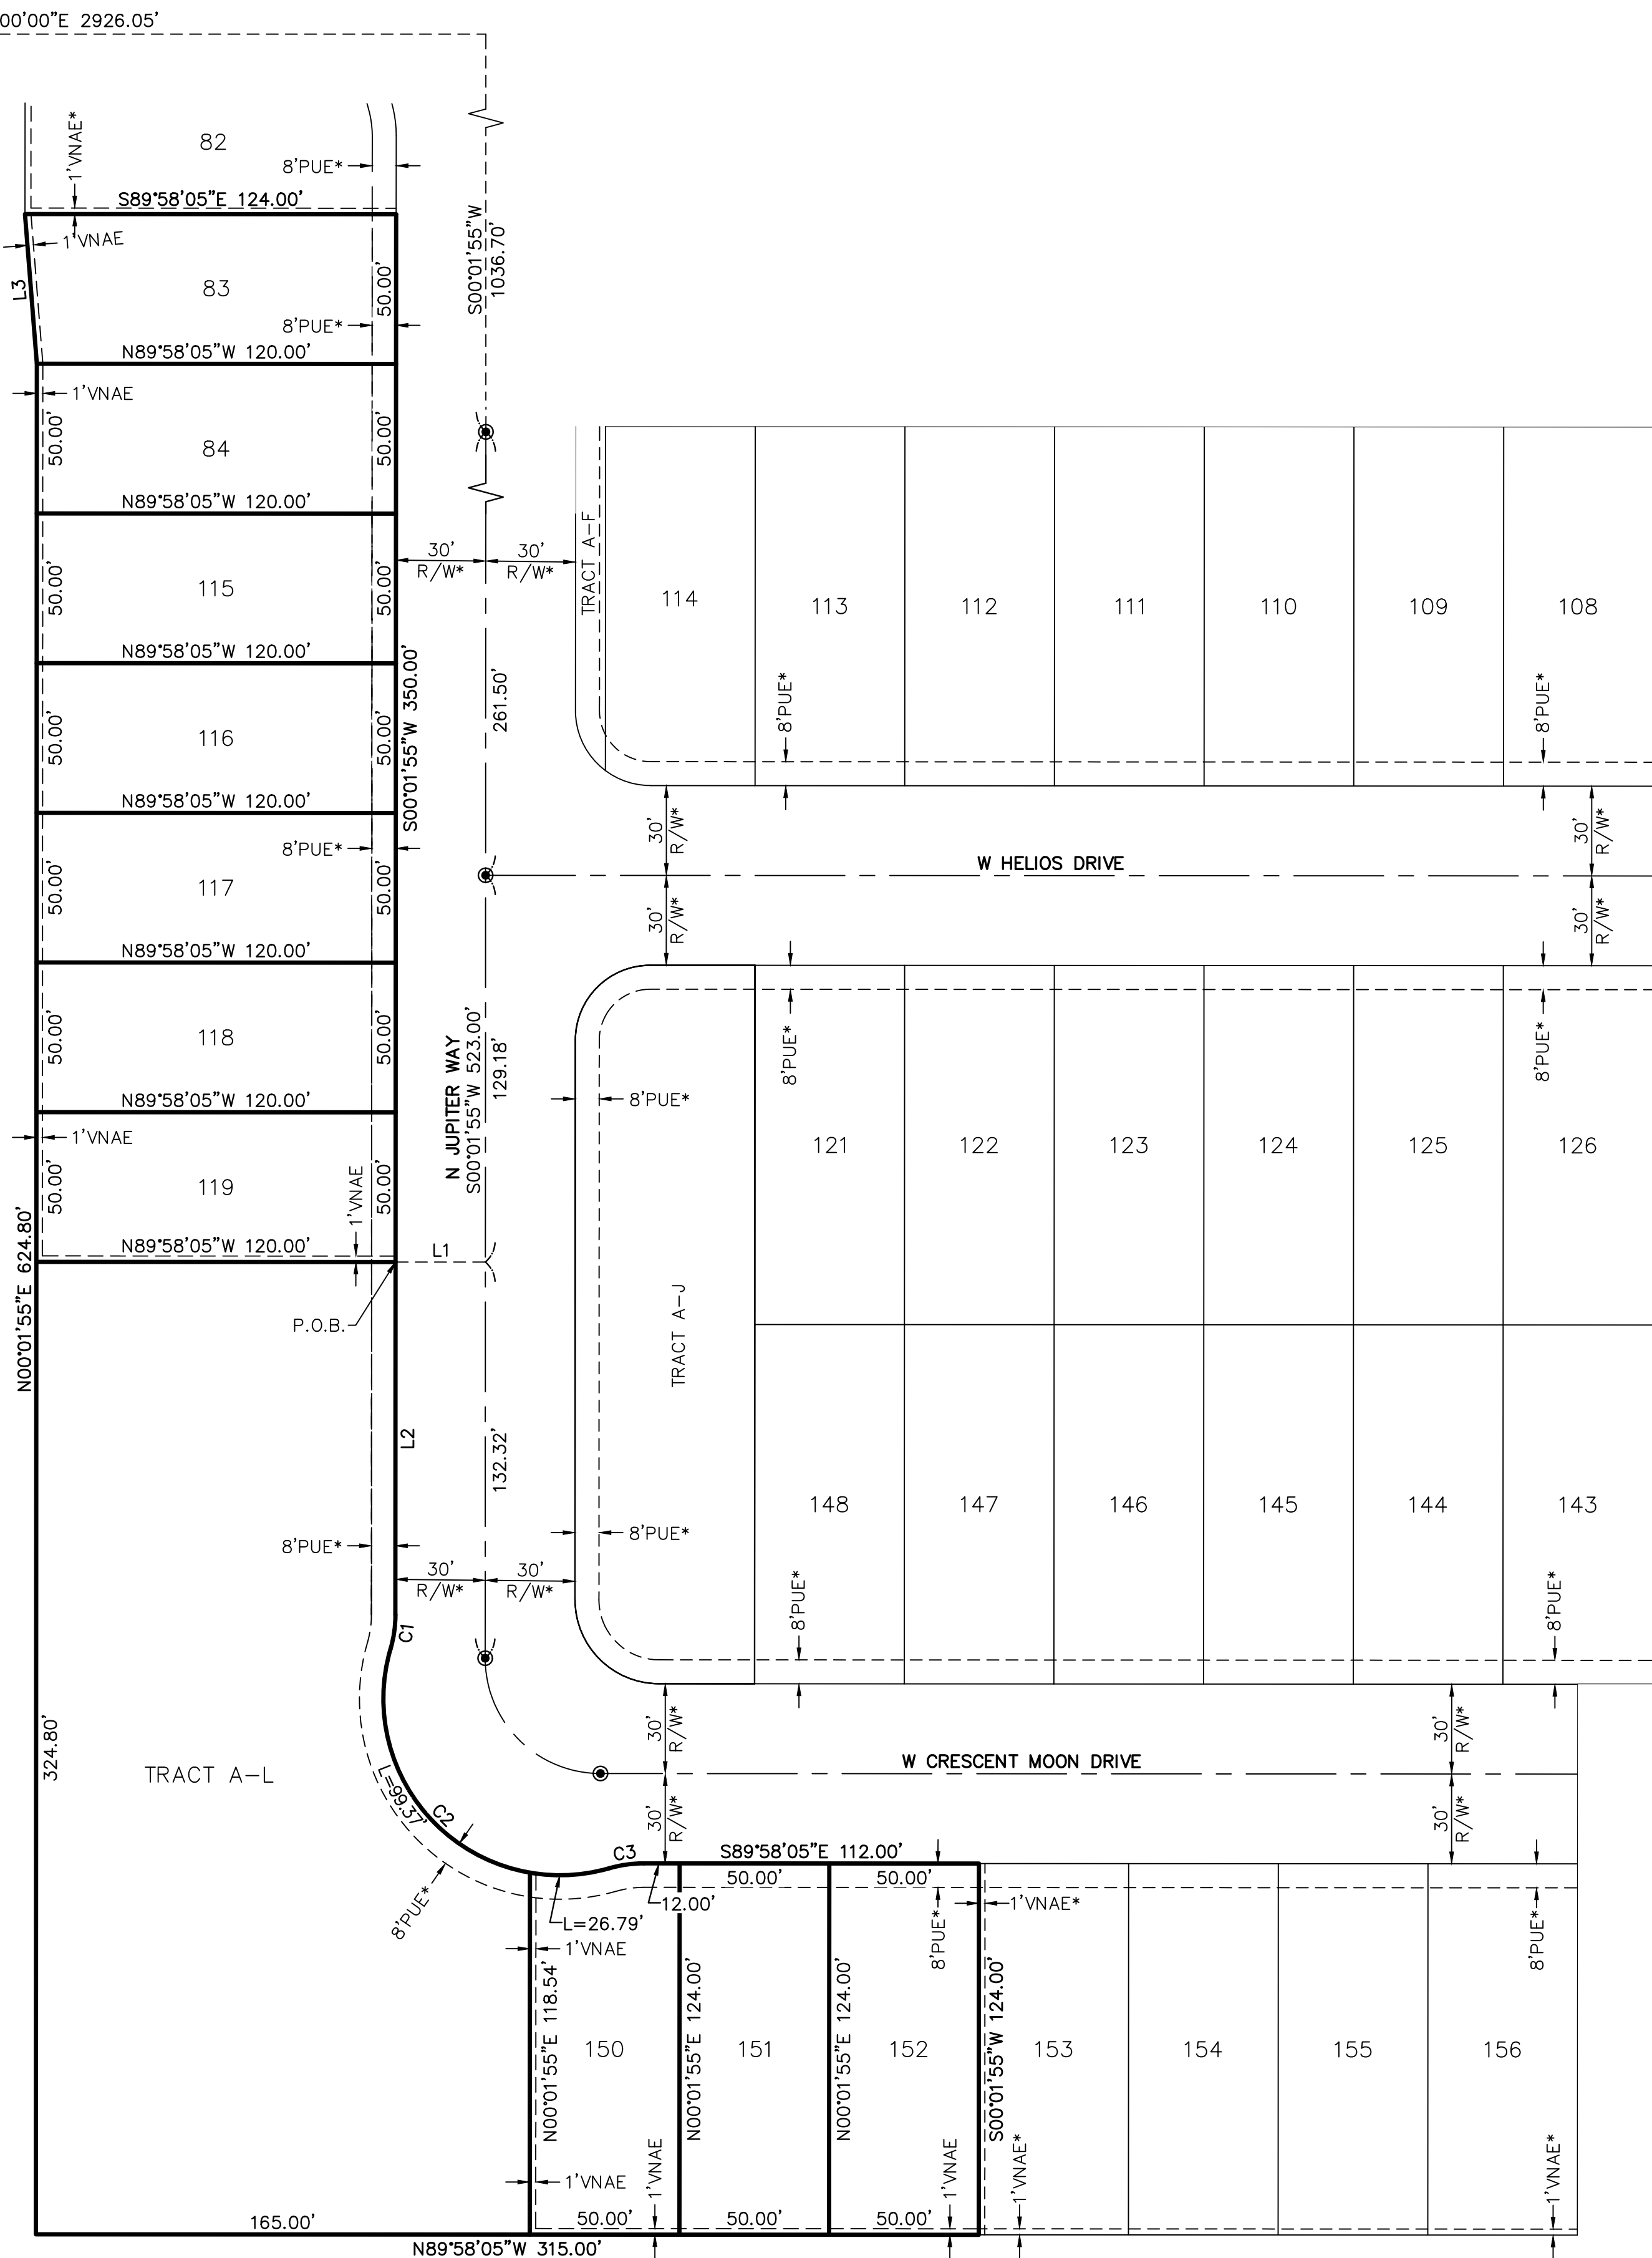 00'00"E 2926.05'
1'VNAE*
82
8'PUE*
S89°58'05"E 124.00'
S00°01'55"W
1036.70'
1'VNAE
L3
83
50.00'
8'PUE*
N89°58'05"W 120.00'
1'VNAE
50.00'
84
50.00'
N89°58'05"W 120.00'
30'
R/W*
30'
R/W*
TRACT A-F
50.00'
115
50.00'
114
113
112
111
110
109
108
N89°58'05"W 120.00'
S00°01'55"W 350.00'
261.50'
8'PUE*
8'PUE*
50.00'
116
50.00'
N89°58'05"W 120.00'
8'PUE*
30'
R/W*
30'
R/W*
W HELIOS DRIVE
50.00'
117
50.00'
30'
R/W*
30'
R/W*
N89°58'05"W 120.00'
50.00'
118
50.00'
N JUPITER WAY
S00°01'55"W 523.00'
129.18'
8'PUE*
8'PUE*
8'PUE*
N89°58'05"W 120.00'
1'VNAE
121
122
123
124
125
126
50.00'
119
1'VNAE
50.00'
N89°58'05"W 120.00'
L1
N00°01'55"E 624.80'
P.O.B.
TRACT A-J
L2
132.32'
148
147
146
145
144
143
8'PUE*
8'PUE*
30'
R/W*
30'
R/W*
8'PUE*
8'PUE*
C1
324.80'
TRACT A-L
30'
R/W*
30'
R/W*
W CRESCENT MOON DRIVE
L=99.37'
C2
30'
R/W*
30'
R/W*
C3
S89°58'05"E 112.00'
50.00'
50.00'
8'PUE*
12.00'
1'VNAE*
L=26.79'
8'PUE*
8'PUE*
1'VNAE
N00°01'55"E 118.54'
150
N00°01'55"E 124.00'
151
N00°01'55"E 124.00'
152
S00°01'55"W 124.00'
153
154
155
156
1'VNAE
1'VNAE
1'VNAE
1'VNAE*
1'VNAE*
165.00'
50.00'
50.00'
50.00'
N89°58'05"W 315.00'